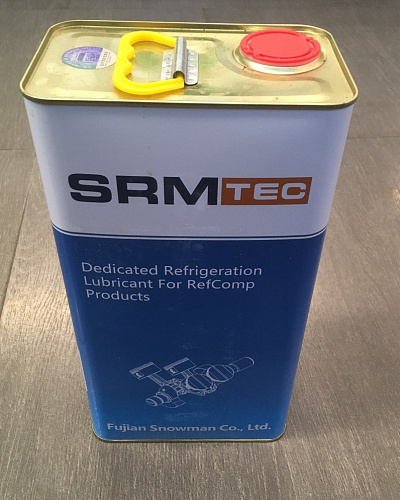 SRMTEC
Dedicated Refrigeration
Lubricant For RefComp
Products
Fujian Snowman Co., Ltd.